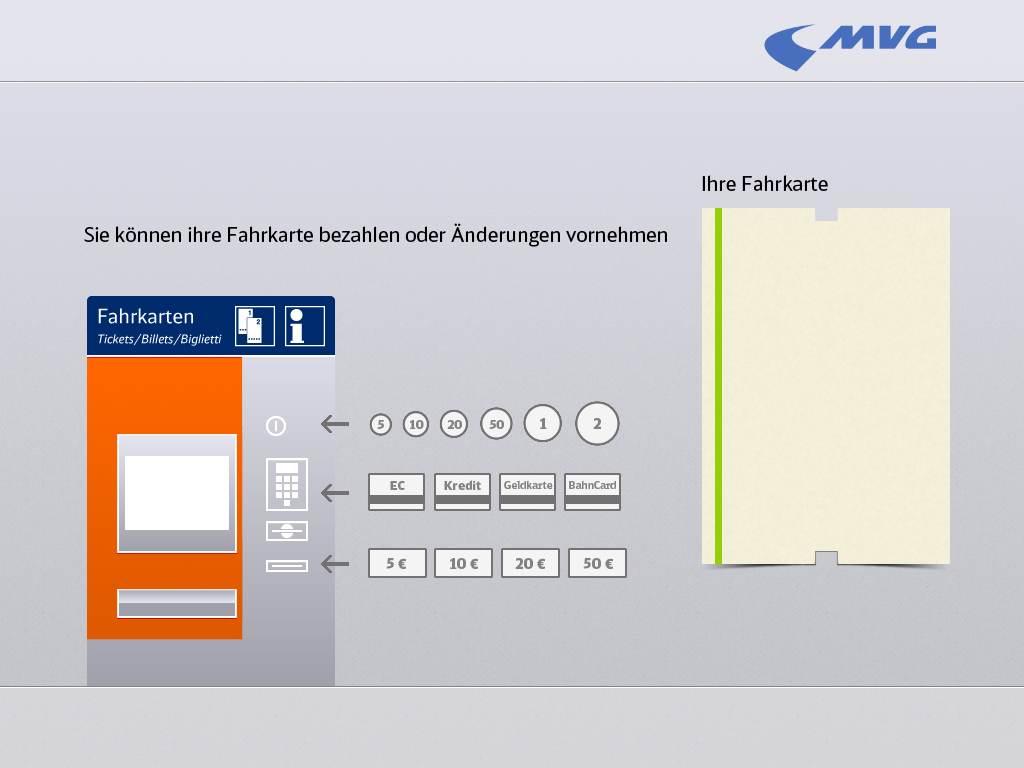 MVG
Ihre Fahrkarte
Sie können ihre Fahrkarte bezahlen oder Änderungen vornehmen
Fahrkarten
Tickets/Billets/Biglietti
1
2
5 10 20 50 1 2
EC Kredit Geldkarte BahnCard
5 € 10 € 20 € 50 €